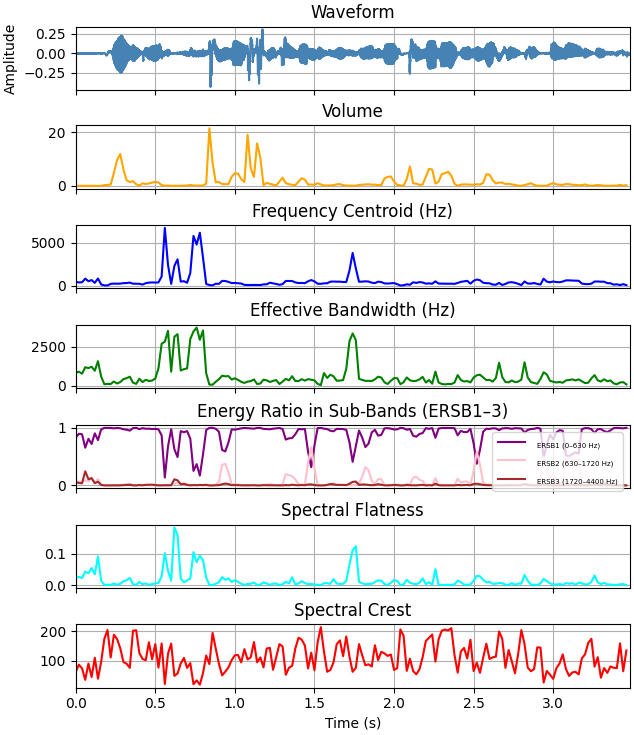 Waveform
Amplitude
0.25
0.00
−0.25
Volume
20
0
Frequency Centroid (Hz)
5000
0
Effective Bandwidth (Hz)
2500
0
Energy Ratio in Sub-Bands (ERSB1–3)
1
0
ERSB1 (0–630 Hz)
ERSB2 (630–1720 Hz)
ERSB3 (1720–4400 Hz)
Spectral Flatness
0.1
0.0
Spectral Crest
200
100
0.0 0.5 1.0 1.5 2.0 2.5 3.0
Time (s)